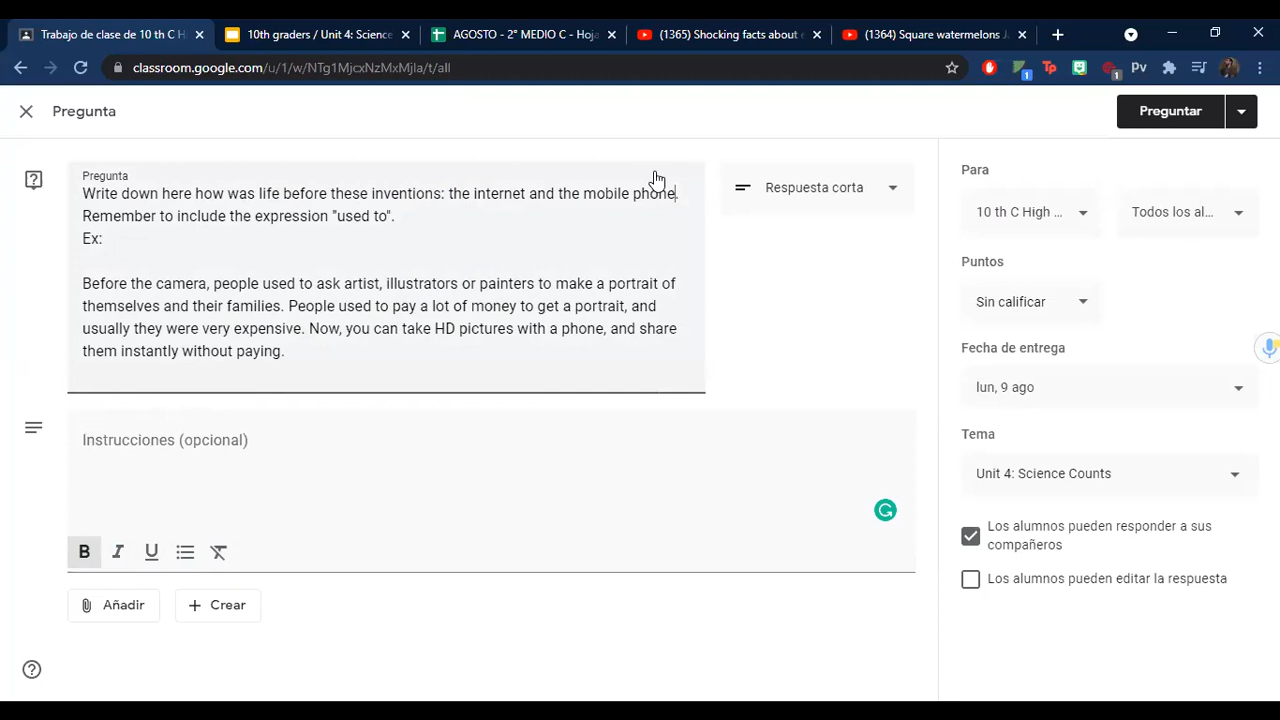 Trabajo de clase de 10 th C H
10th graders / Unit 4: Science
AGOSTO - 2° MEDIO C - Hoja
(1365) Shocking facts about e
(1364) Square watermelons J
classroom.google.com/u/1/w/NTg1MjcxNzMxMjIa/t/all
Pv
1
1
Pregunta
Preguntar
Pregunta
Write down here how was life before these inventions: the internet and the mobile phone.
Remember to include the expression "used to".
Ex:
Before the camera, people used to ask artist, illustrators or painters to make a portrait of
themselves and their families. People used to pay a lot of money to get a portrait, and
usually they were very expensive. Now, you can take HD pictures with a phone, and share
them instantly without paying.
Respuesta corta
Instrucciones (opcional)
B I U
Añadir
Crear
Para
10 th C High ...
Todos los al...
Puntos
Sin calificar
Fecha de entrega
lun, 9 ago
Tema
Unit 4: Science Counts
Los alumnos pueden responder a sus
compañeros
Los alumnos pueden editar la respuesta